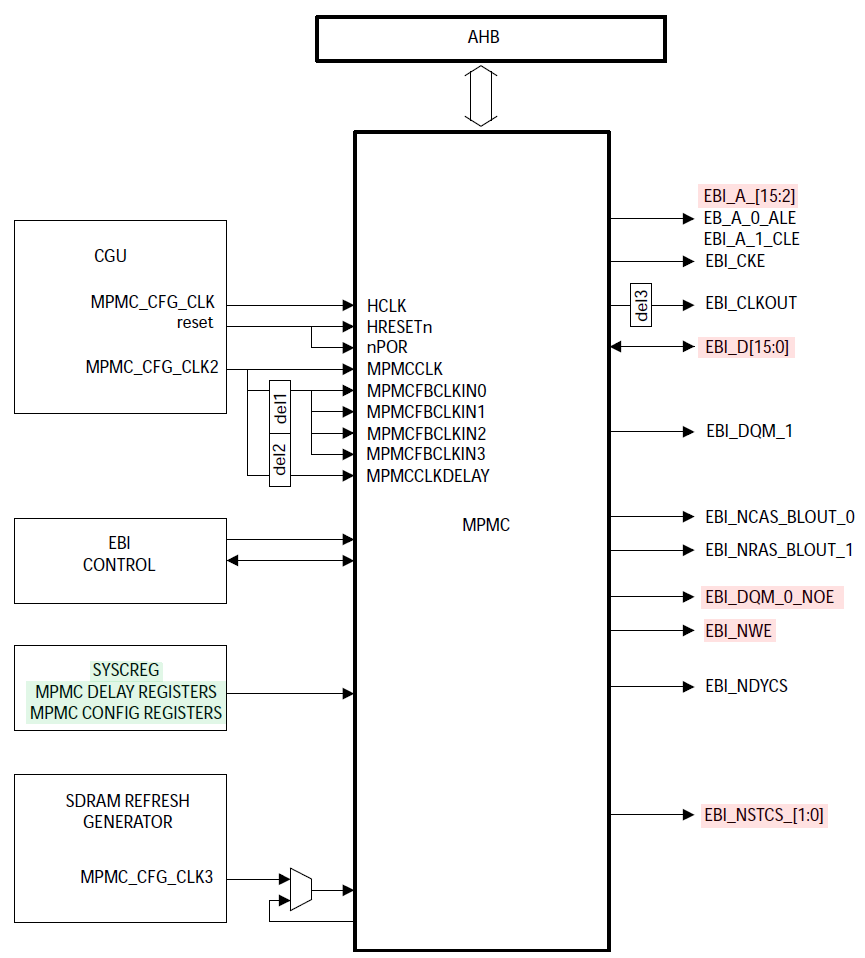 AHB
CGU
MPMC_CFG_CLK
reset
MPMC_CFG_CLK2
del1
del2
HCLK
HRESETn
nPOR
MPMCCLK
MPMCFBCLKIN0
MPMCFBCLKIN1
MPMCFBCLKIN2
MPMCFBCLKIN3
MPMCCLKDELAY
MPMC
EBI
CONTROL
SYSCREG
MPMC DELAY REGISTERS
MPMC CONFIG REGISTERS
SDRAM REFRESH
GENERATOR
MPMC_CFG_CLK3
EBI_A_[15:2]
EB_A_0_ALE
EBI_A_1_CLE
EBI_CKE
del3
EBI_CLKOUT
EBI_D[15:0]
EBI_DQM_1
EBI_NCAS_BLOUT_0
EBI_NRAS_BLOUT_1
EBI_DQM_0_NOE
EBI_NWE
EBI_NDYCS
EBI_NSTCS_[1:0]